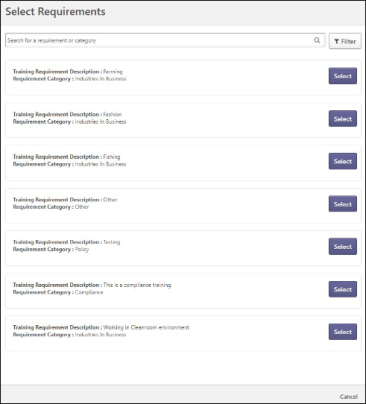 Select Requirements
Search for a requirement or category
Filter
Training Requirement Description : Farming
Requirement Category : Industries In Business
Select
Training Requirement Description : Fashion
Requirement Category : Industries In Business
Select
Training Requirement Description : Fishing
Requirement Category : Industries In Business
Select
Training Requirement Description : Other
Requirement Category : Other
Select
Training Requirement Description : Testing
Requirement Category : Policy
Select
Training Requirement Description : This is a compliance training
Requirement Category : Compliance
Select
Training Requirement Description : Working in Cleanroom environment
Requirement Category : Industries In Business
Select
Cancel